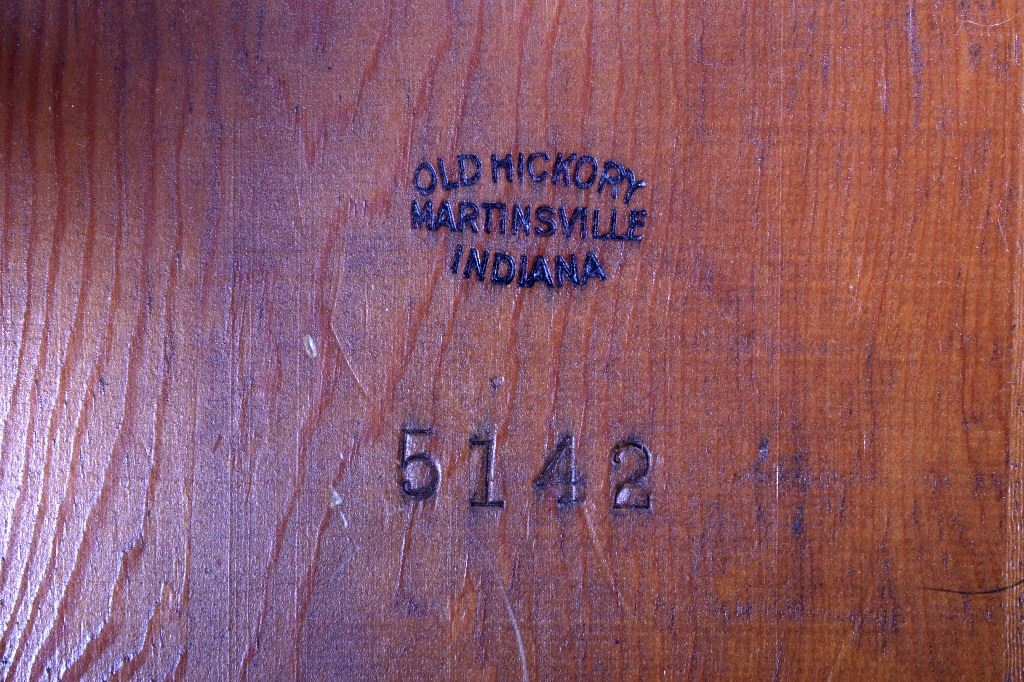 OLD HICKORY
MARTINSVILLE
INDIANA
5142